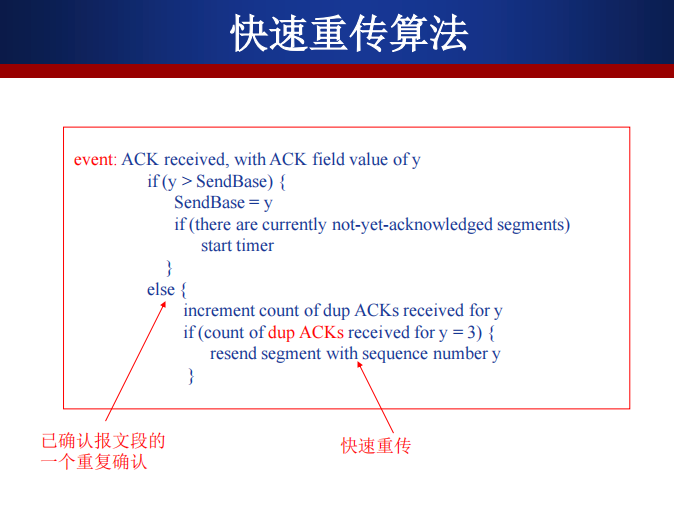 快速重传算法
event: ACK received, with ACK field value of y
if (y > SendBase) {
SendBase = y
if (there are currently not-yet-acknowledged segments)
start timer
}
else {
increment count of dup ACKs received for y
if (count of dup ACKs received for y = 3) {
resend segment with sequence number y
}
已确认报文段的
一个重复确认
快速重传